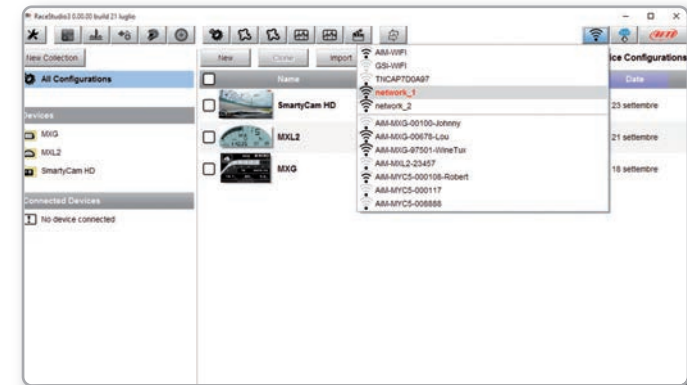 RaceStudio3 0.00.00 build 21 luglio
New Collection
New Clone Import
ice Configurations
All Configurations
Name Date
SmartyCam HD 23 settembre
MXL2 21 settembre
MXG 18 settembre
Devices
MXG
MXL2
SmartyCam HD
Connected Devices
No device connected
AiM-WIFI
GSI-WIFI
TNCAP7D0A97
network_1
network_2
AiM-MXG-00100-Johnny
AiM-MXG-00678-Lou
AiM-MXG-97501-WineTux
AiM-MXL2-23457
AiM-MYC5-000108-Robert
AiM-MYC5-000117
AiM-MYC5-008888